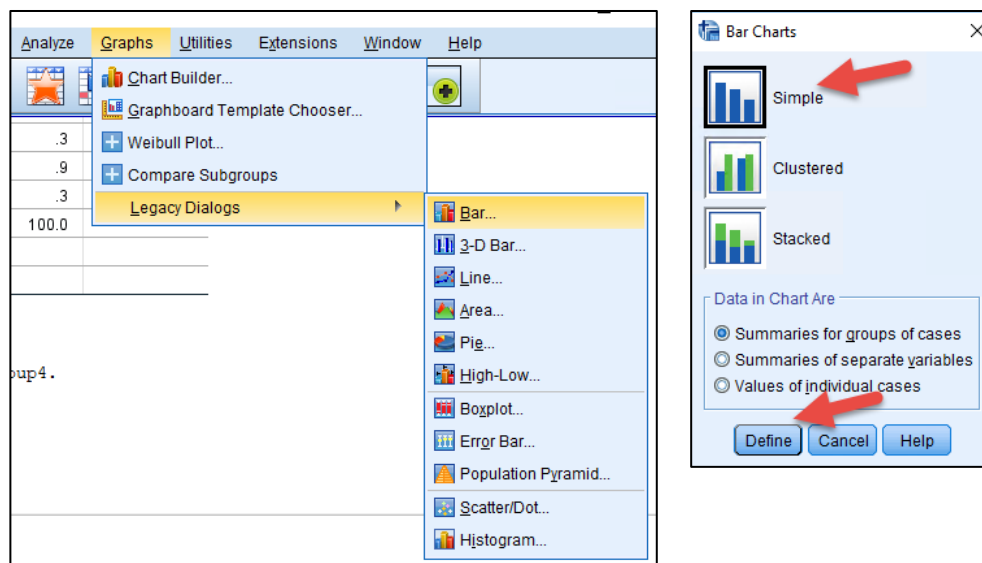 Analyze Graphs Utilities Extensions Window Help
Chart Builder...
Graphboard Template Chooser...
Weibull Plot...
Compare Subgroups
Legacy Dialogs
.3
.9
.3
100.0
oup4.
Bar...
3-D Bar...
Line...
Area...
Pie...
High-Low...
Boxplot...
Error Bar...
Population Pyramid...
Scatter/Dot...
Histogram...
Bar Charts
Simple
Clustered
Stacked
Data in Chart Are
Summaries for groups of cases
Summaries of separate variables
Values of individual cases
Define Cancel Help